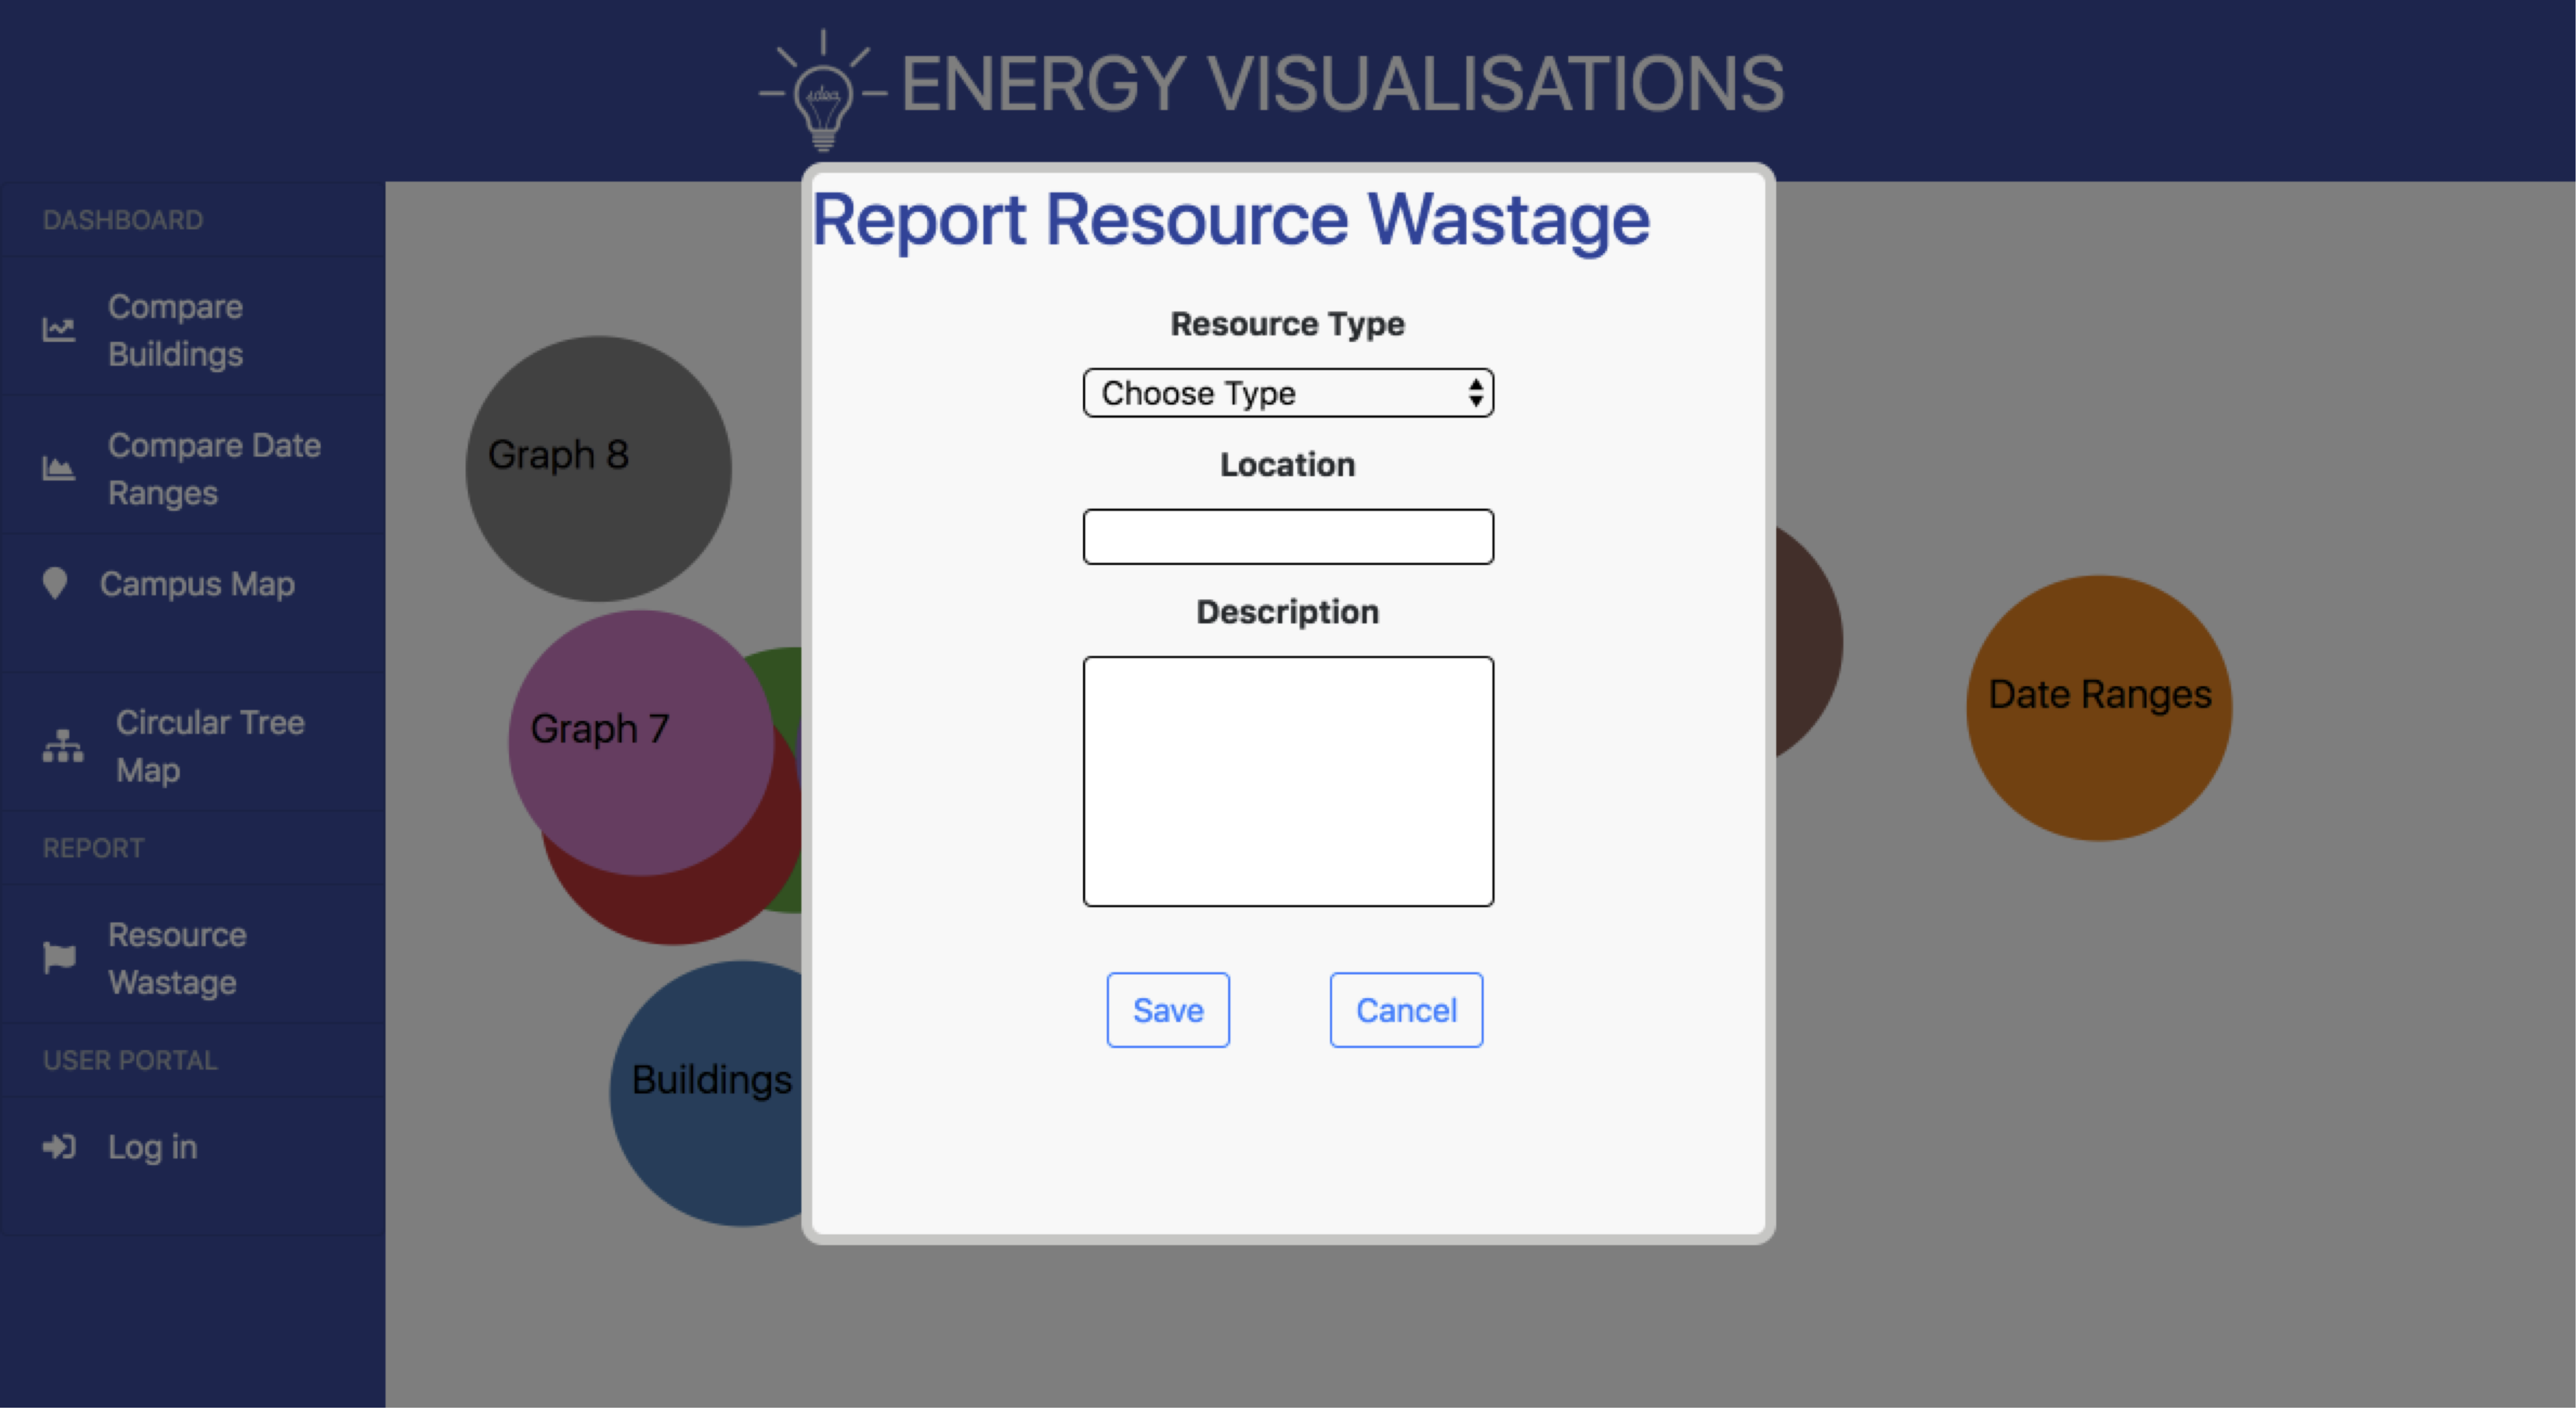 idea
ENERGY VISUALISATIONS
DASHBOARD
Compare
Buildings
Compare Date
Ranges
Campus Map
Circular Tree
Map
REPORT
Resource
Wastage
USER PORTAL
Log in
Graph 8
Graph 7
Buildings
Report Resource Wastage
Resource Type
Choose Type
Location
Description
Save
Cancel
Date Ranges